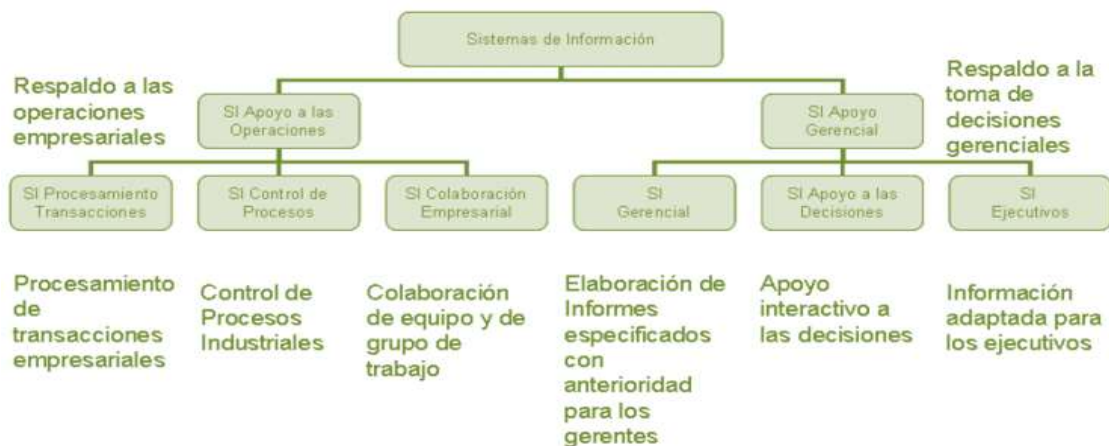 Sistemas de Información
Respaldo a las
operaciones
empresariales
SI Apoyo a las
Operaciones
SI Apoyo
Gerencial
Respaldo a la
toma de
decisiones
gerenciales
SI Procesamiento
Transacciones
SI Control de
Procesos
SI Colaboración
Empresarial
SI
Gerencial
SI Apoyo a las
Decisiones
SI
Ejecutivos
Procesamiento
de
transacciones
empresariales
Control de
Procesos
Industriales
Colaboración
de equipo y de
grupo de
trabajo
Elaboración de
Informes
especificados
con
anterioridad
para los
gerentes
Apoyo
interactivo a
las decisiones
Información
adaptada para
los ejecutivos